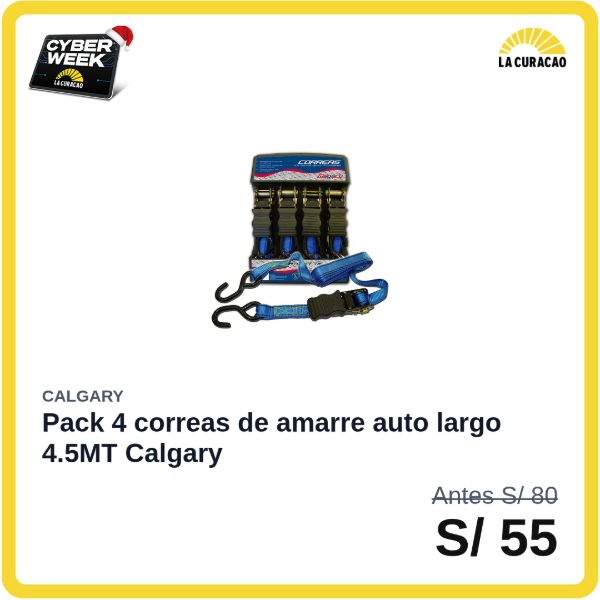 CYBER
WEEK
LA CURACAO
LA CURACAO
CORREAS
CALGARY
Pack 4 correas de amarre auto largo
4.5MT Calgary
Antes S/ 80
S/ 55